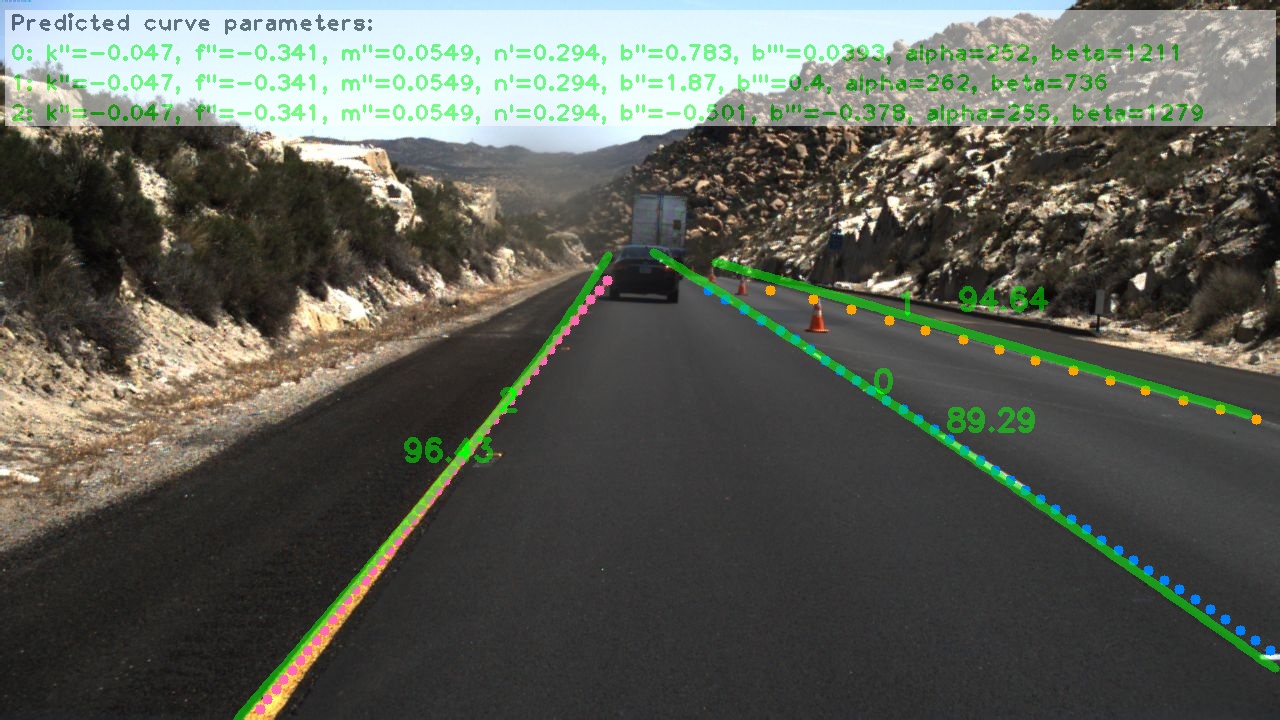 Predicted curve parameters:
0: k''=-0.047, f''=-0.341, m''=0.0549, n'=0.294, b''=0.783, b'''=0.0393, alpha=252, beta=1211
1: k''=-0.047, f''=-0.341, m''=0.0549, n'=0.294, b''=1.87, b'''=0.4, alpha=262, beta=736
2: k''=-0.047, f''=-0.341, m''=0.0549, n'=0.294, b''=-0.501, b'''=-0.378, alpha=255, beta=1279
1 94.64
0
2
89.29
96.43